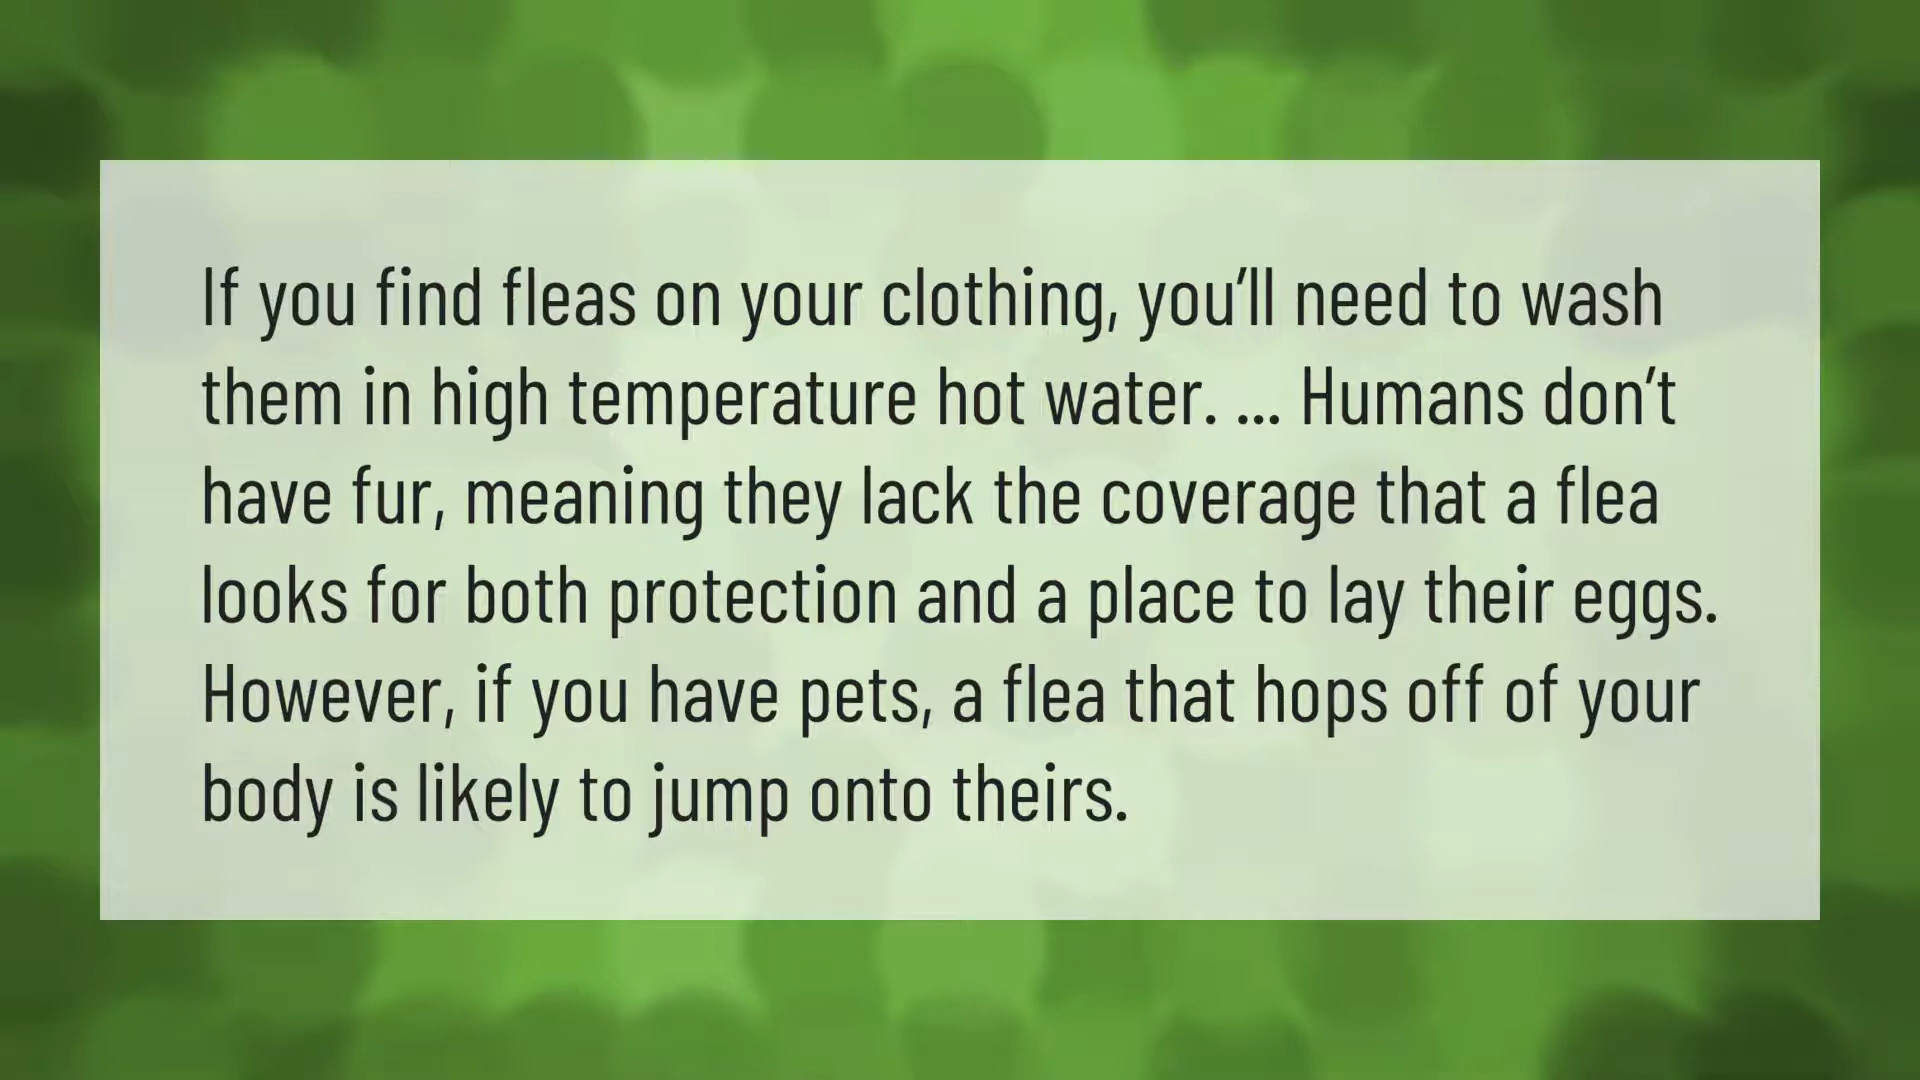 If you find fleas on your clothing, you’ll need to wash
them in high temperature hot water. ... Humans don’t
have fur, meaning they lack the coverage that a flea
looks for both protection and a place to lay their eggs.
However, if you have pets, a flea that hops off of your
body is likely to jump onto theirs.